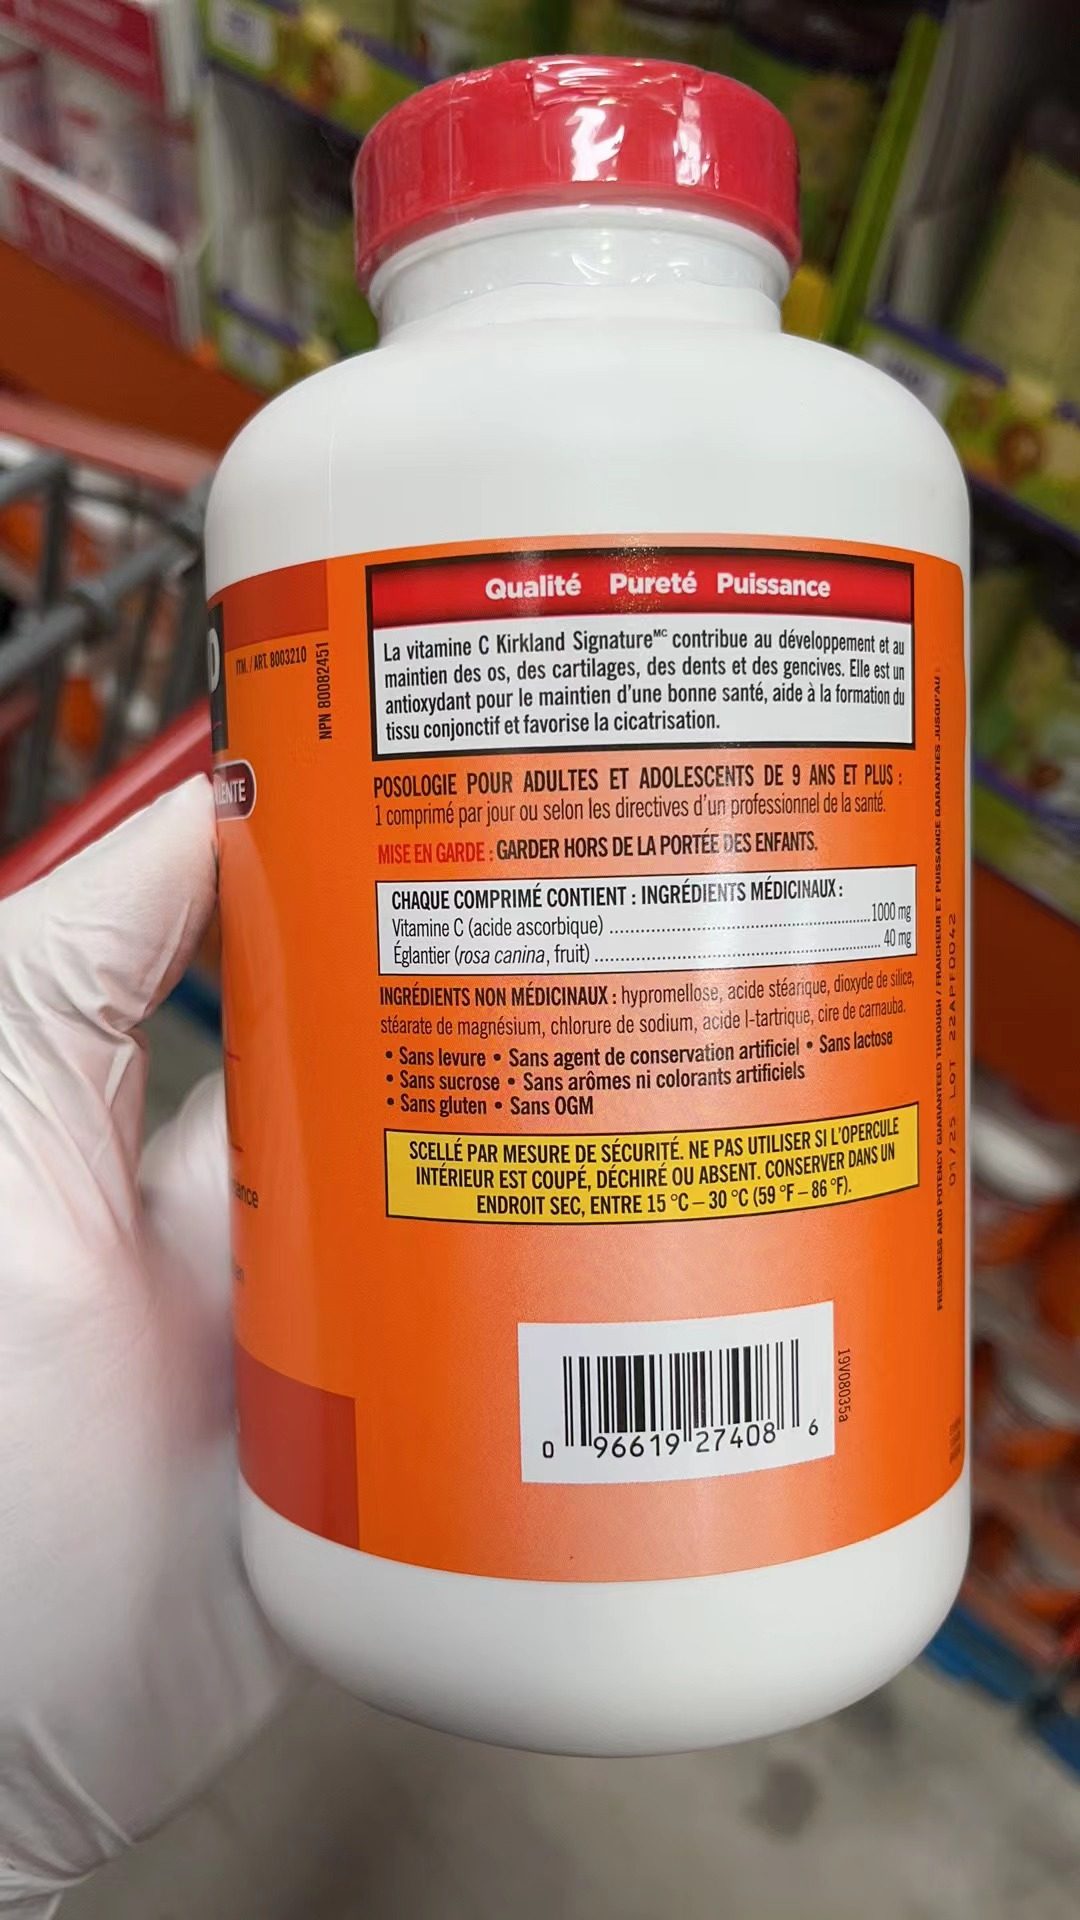 Qualité Pureté Puissance
La vitamine C Kirkland Signatureᴹᶜ contribue au développement et au
maintien des os, des cartilages, des dents et des gencives. Elle est un
antioxydant pour le maintien d'une bonne santé, aide à la formation du
tissu conjonctif et favorise la cicatrisation.
ITM. / ART. 8003210
NPN 80082451
LENTE
POSOLOGIE POUR ADULTES ET ADOLESCENTS DE 9 ANS ET PLUS :
1 comprimé par jour ou selon les directives d'un professionnel de la santé.
MISE EN GARDE : GARDER HORS DE LA PORTÉE DES ENFANTS.
CHAQUE COMPRIMÉ CONTIENT : INGRÉDIENTS MÉDICINAUX :
Vitamine C (acide ascorbique) ........ 1000 mg
Églantier (rosa canina, fruit) ........ 40 mg
INGRÉDIENTS NON MÉDICINAUX : hypromellose, acide stéarique, dioxyde de silice,
stéarate de magnésium, chlorure de sodium, acide l-tartrique, cire de carnauba.
• Sans levure • Sans agent de conservation artificiel • Sans lactose
• Sans sucrose • Sans arômes ni colorants artificiels
• Sans gluten • Sans OGM
SCELLÉ PAR MESURE DE SÉCURITÉ. NE PAS UTILISER SI L'OPERCULE
INTÉRIEUR EST COUPÉ, DÉCHIRÉ OU ABSENT. CONSERVER DANS UN
ENDROIT SEC, ENTRE 15 °C – 30 °C (59 °F – 86 °F).
FRESHNESS AND POTENCY GUARANTEED THROUGH / FRAICHEUR ET PUISSANCE GARANTIES JUSQU'AU
01/25 LOT 22APFD042
0 96619 27408 6
19V08035a